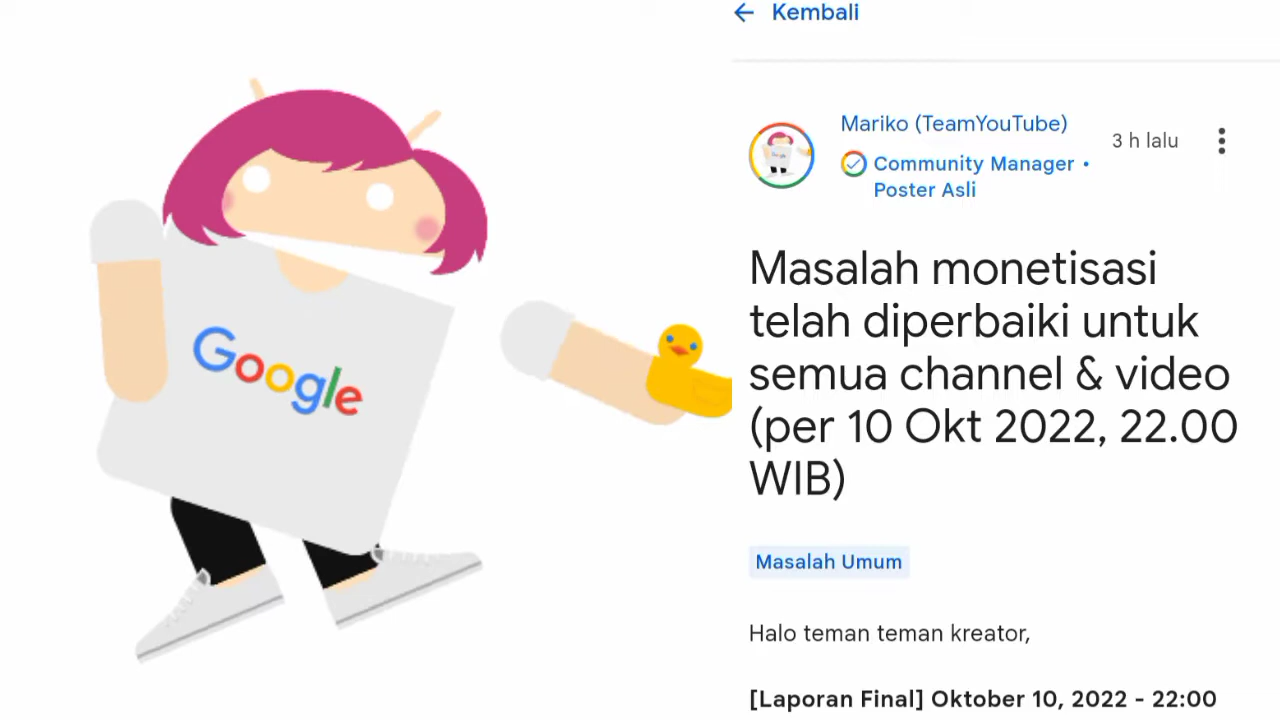 Google
Kembali
Mariko (TeamYouTube)
3 h lalu
Community Manager •
Poster Asli
Masalah monetisasi
telah diperbaiki untuk
semua channel & video
(per 10 Okt 2022, 22.00
WIB)
Masalah Umum
Halo teman teman kreator,
[Laporan Final] Oktober 10, 2022 - 22:00